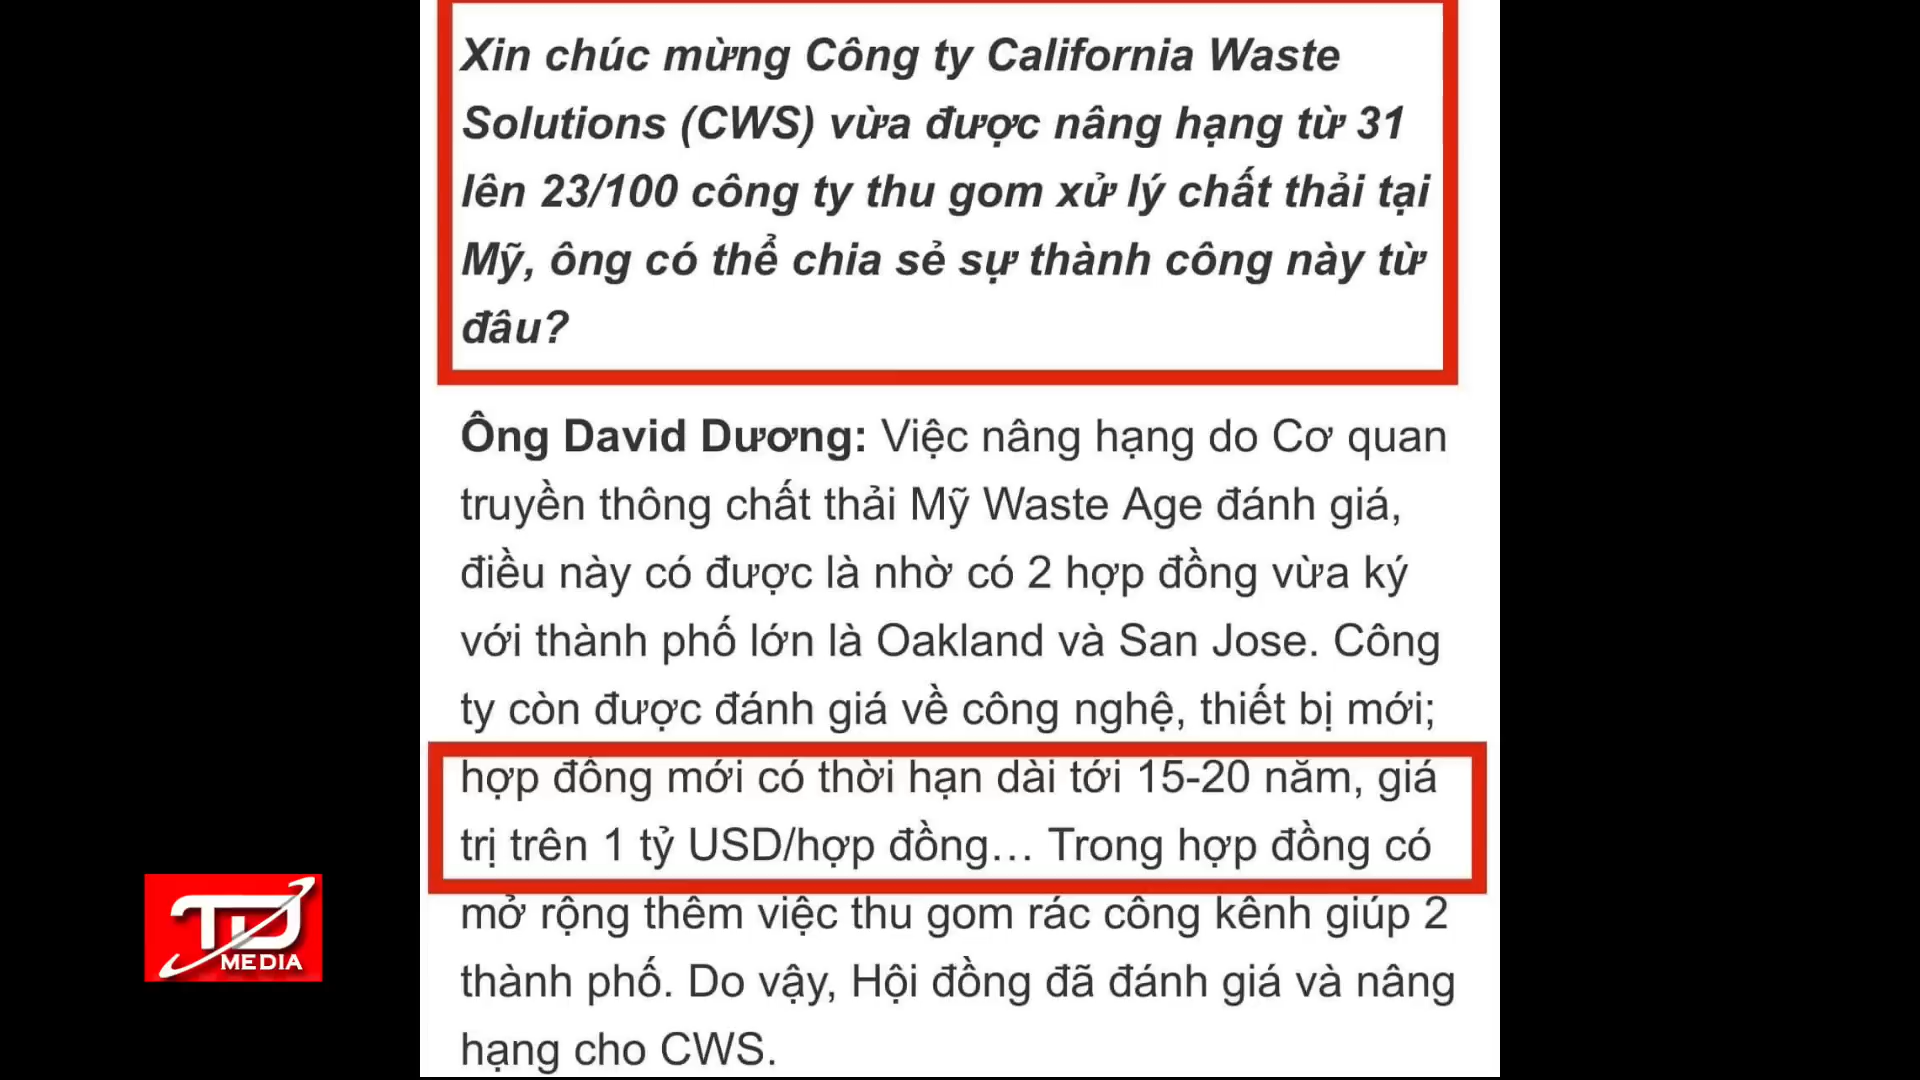 Xin chúc mừng Công ty California Waste
Solutions (CWS) vừa được nâng hạng từ 31
lên 23/100 công ty thu gom xử lý chất thải tại
Mỹ, ông có thể chia sẻ sự thành công này từ
đâu?
Ông David Dương: Việc nâng hạng do Cơ quan
truyền thông chất thải Mỹ Waste Age đánh giá,
điều này có được là nhờ có 2 hợp đồng vừa ký
với thành phố lớn là Oakland và San Jose. Công
ty còn được đánh giá về công nghệ, thiết bị mới;
hợp đồng mới có thời hạn dài tới 15-20 năm, giá
trị trên 1 tỷ USD/hợp đồng… Trong hợp đồng có
mở rộng thêm việc thu gom rác công kênh giúp 2
thành phố. Do vậy, Hội đồng đã đánh giá và nâng
hạng cho CWS.
TD
MEDIA